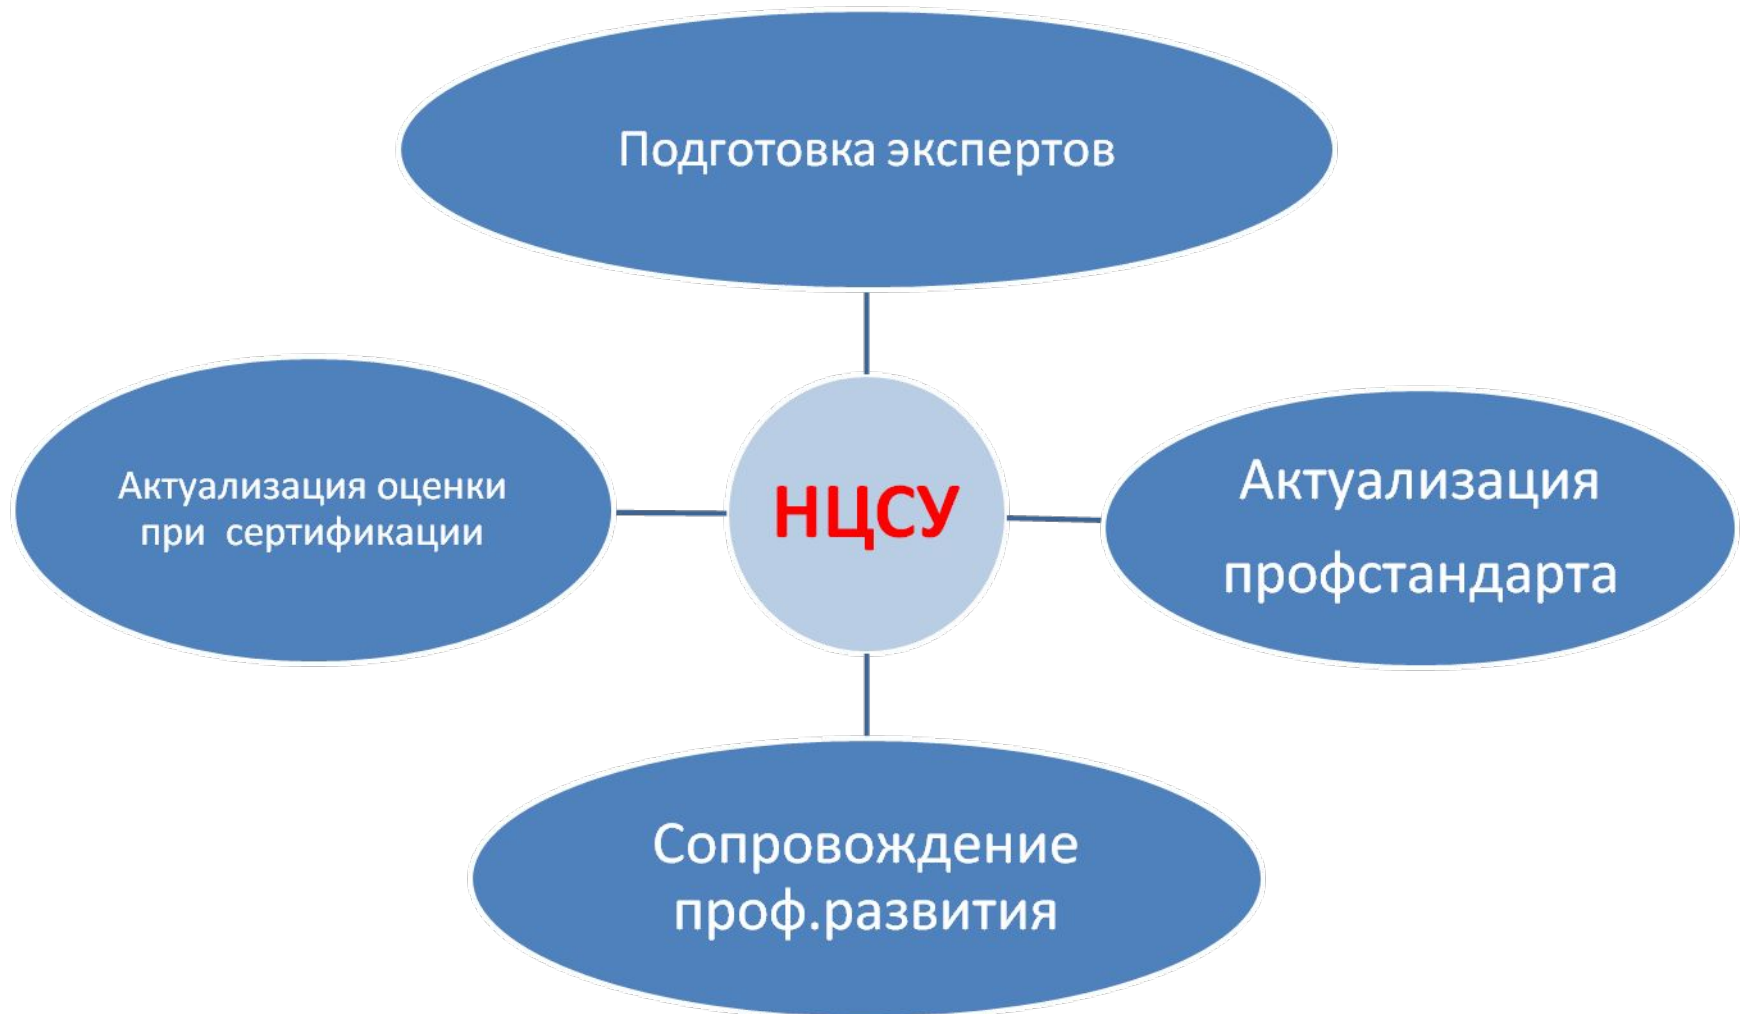 Подготовка экспертов
Актуализация оценки
при сертификации
НЦСУ
Актуализация
профстандарта
Сопровождение
проф.развития